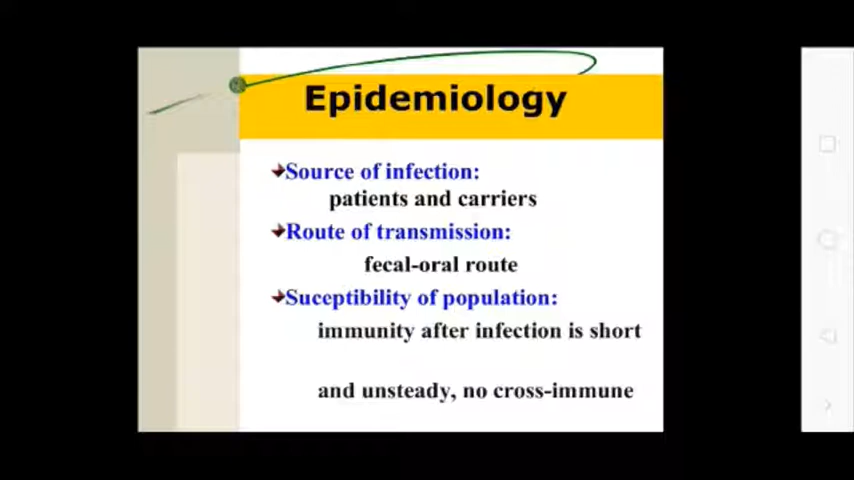 Epidemiology
Source of infection:
patients and carriers
Route of transmission:
fecal-oral route
Suceptibility of population:
immunity after infection is short
and unsteady, no cross-immune